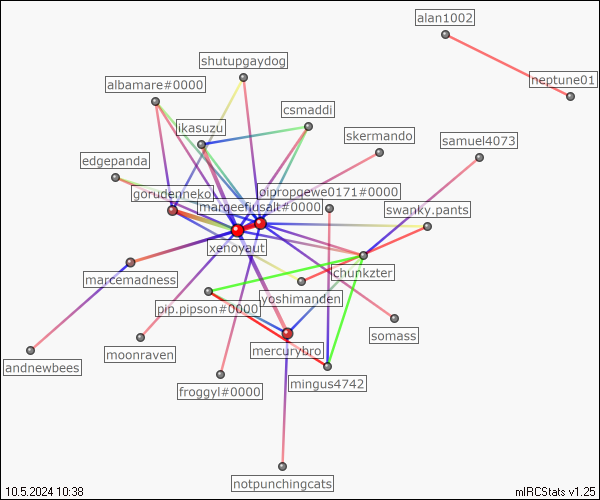 alan1002
shutupgaydog
neptune01
albamare#0000
csmaddi
ikasuzu
skermando
samuel4073
edgepanda
gorudenneko
pipropqewe0171#0000
marqeefiusalt#0000
swanky.pants
xenoyaut
chunkzter
marcemadness
yoshimanden
pip.pipson#0000
somass
moonraven
mercurybro
andnewbees
froggyl#0000
mingus4742
notpunchingcats
10.5.2024 10:38
mIRCStats v1.25